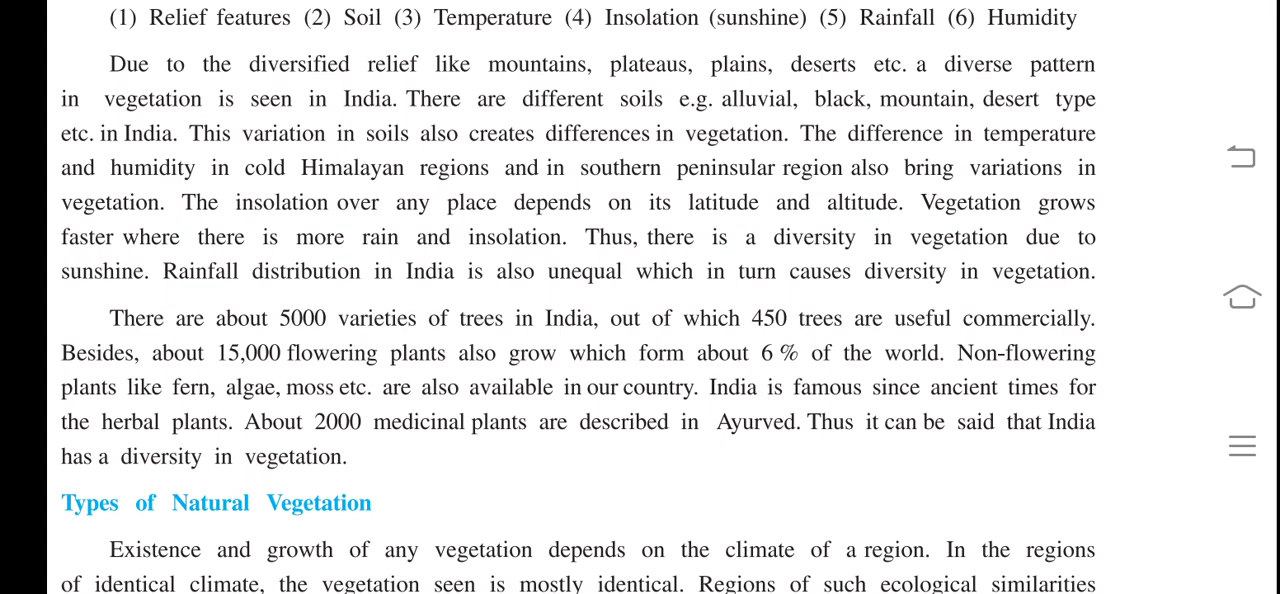 (1) Relief features (2) Soil (3) Temperature (4) Insolation (sunshine) (5) Rainfall (6) Humidity
Due to the diversified relief like mountains, plateaus, plains, deserts etc. a diverse pattern
in vegetation is seen in India. There are different soils e.g. alluvial, black, mountain, desert type
etc. in India. This variation in soils also creates differences in vegetation. The difference in temperature
and humidity in cold Himalayan regions and in southern peninsular region also bring variations in
vegetation. The insolation over any place depends on its latitude and altitude. Vegetation grows
faster where there is more rain and insolation. Thus, there is a diversity in vegetation due to
sunshine. Rainfall distribution in India is also unequal which in turn causes diversity in vegetation.
There are about 5000 varieties of trees in India, out of which 450 trees are useful commercially.
Besides, about 15,000 flowering plants also grow which form about 6 % of the world. Non-flowering
plants like fern, algae, moss etc. are also available in our country. India is famous since ancient times for
the herbal plants. About 2000 medicinal plants are described in Ayurved. Thus it can be said that India
has a diversity in vegetation.
Types of Natural Vegetation
Existence and growth of any vegetation depends on the climate of a region. In the regions
of identical climate, the vegetation seen is mostly identical. Regions of such ecological similarities